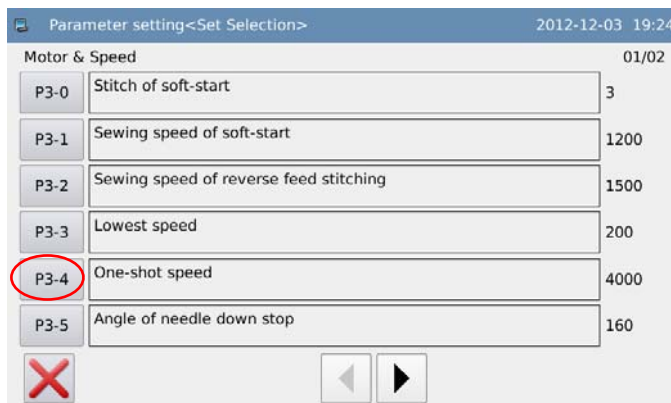 Parameter setting<Set Selection> 2012-12-03 19:24
Motor & Speed 01/02
P3-0 Stitch of soft-start 3
P3-1 Sewing speed of soft-start 1200
P3-2 Sewing speed of reverse feed stitching 1500
P3-3 Lowest speed 200
P3-4 One-shot speed 4000
P3-5 Angle of needle down stop 160